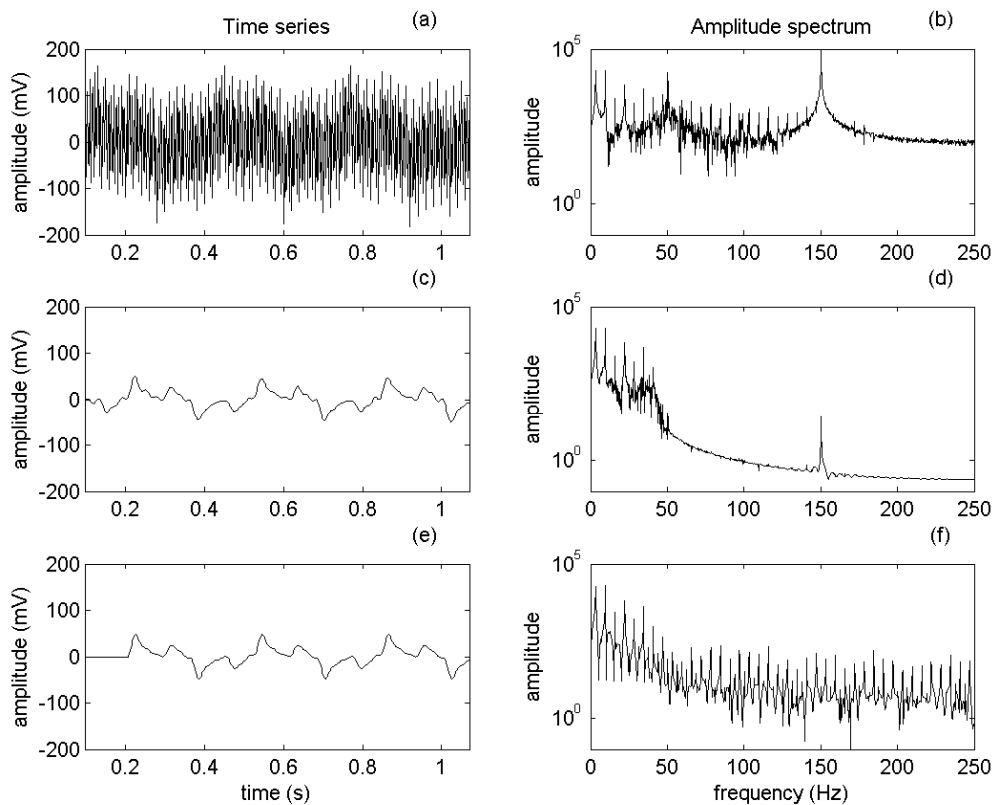 (a)
Time series
200
100
0
-100
-200
amplitude (mV)
0.2 0.4 0.6 0.8 1
(b)
Amplitude spectrum
10^5
10^0
amplitude
0 50 100 150 200 250
(c)
200
100
0
-100
-200
amplitude (mV)
0.2 0.4 0.6 0.8 1
(d)
10^5
10^0
amplitude
0 50 100 150 200 250
(e)
200
100
0
-100
-200
amplitude (mV)
0.2 0.4 0.6 0.8 1
time (s)
(f)
10^5
10^0
amplitude
0 50 100 150 200 250
frequency (Hz)